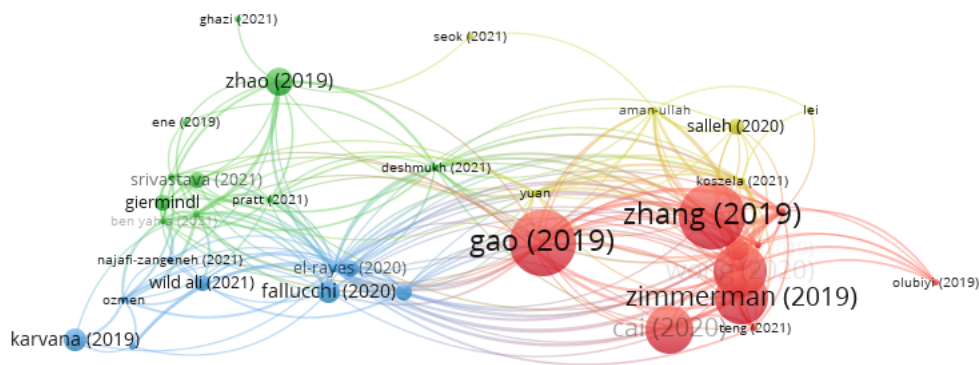 ghazi (2021)
seok (2021)
zhao (2019)
aman-ullah
lei
ene (2019)
salleh (2020)
deshmukh (2021)
srivastava (2021)
koszela (2021)
yuan
giermindl
pratt (2021)
zhang (2019)
ben yahia (2021)
gao (2019)
najafi-zangeneh (2021)
el-rayes (2020)
wild ali (2021)
fallucchi (2020)
olubiyi (2019)
zimmerman (2019)
ozmen
cai (2020)
teng (2021)
karvana (2019)